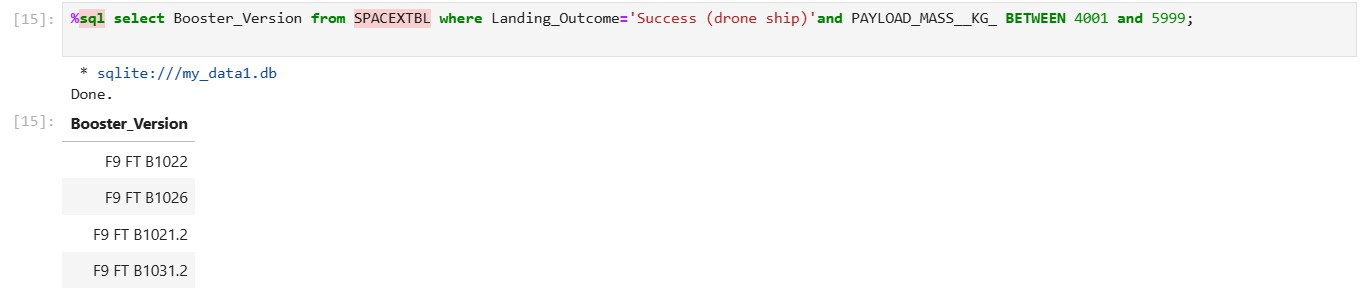 [15]: %sql select Booster_Version from SPACEXTBL where Landing_Outcome='Success (drone ship)'and PAYLOAD_MASS__KG_ BETWEEN 4001 and 5999;
* sqlite:///my_data1.db
Done.
[15]: Booster_Version
F9 FT B1022
F9 FT B1026
F9 FT B1021.2
F9 FT B1031.2